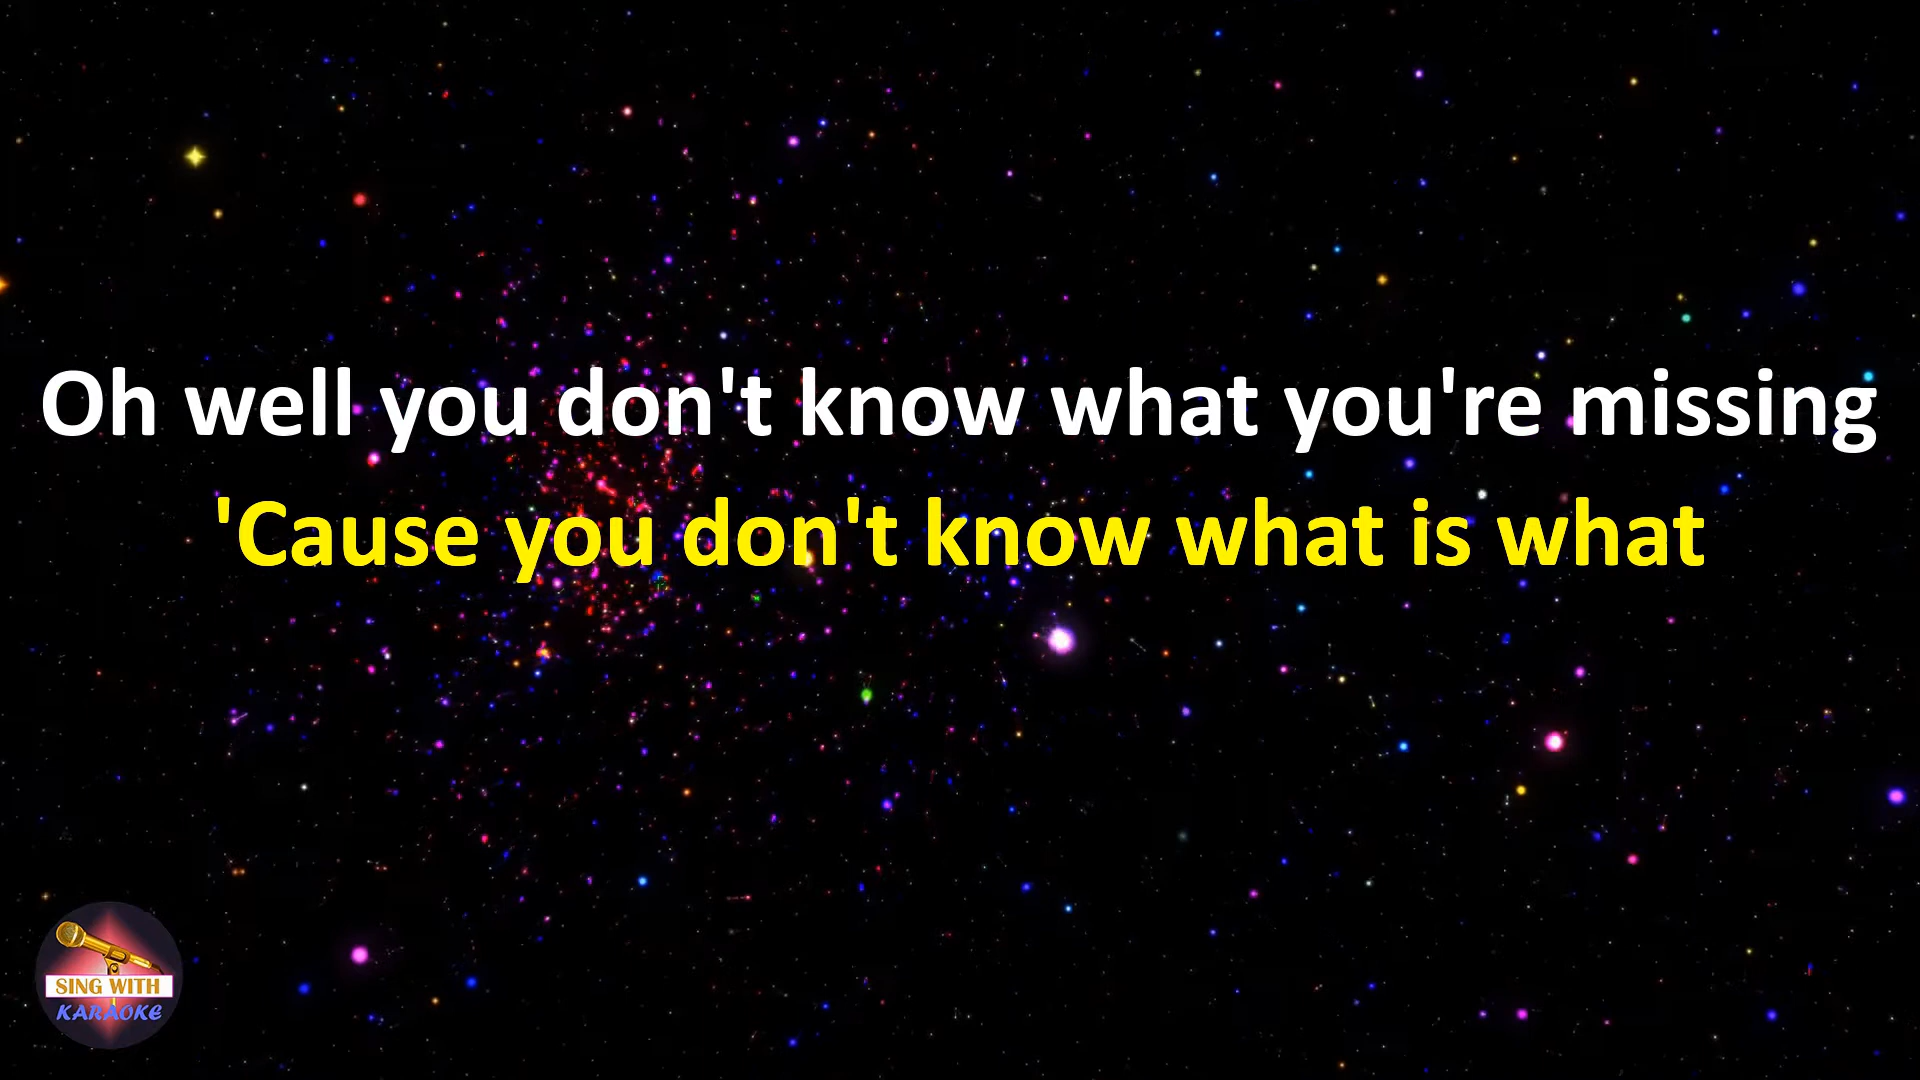 Oh well you don't know what you're missing
'Cause you don't know what is what
SING WITH
KARAOKE